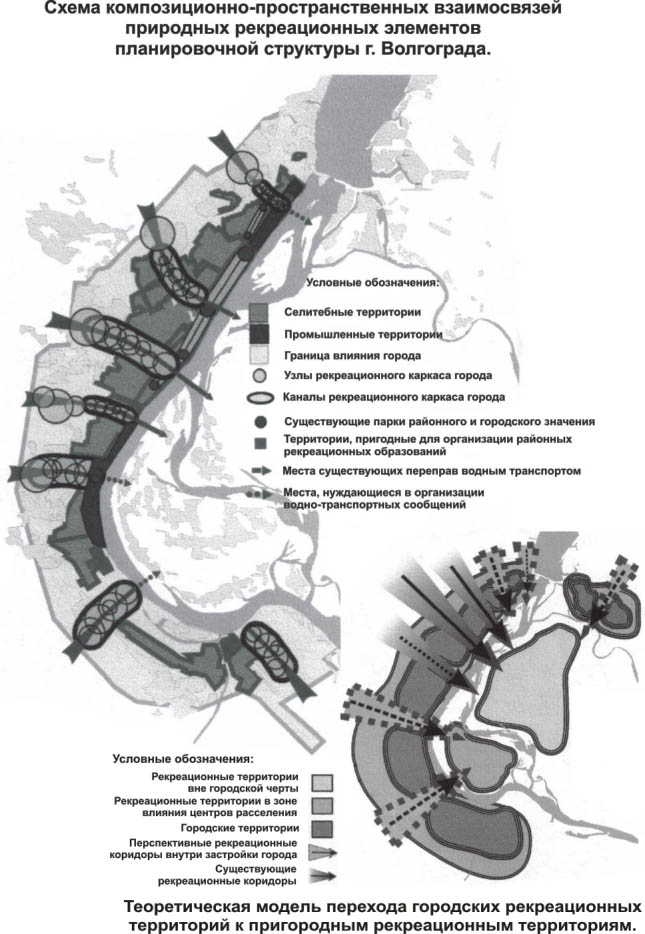 Схема композиционно-пространственных взаимосвязей
природных рекреационных элементов
планировочной структуры г. Волгограда.
Условные обозначения:
Селитебные территории
Промышленные территории
Граница влияния города
Узлы рекреационного каркаса города
Каналы рекреационного каркаса города
Существующие парки районного и городского значения
Территории, пригодные для организации районных
рекреационных образований
Места существующих переправ водным транспортом
Места, нуждающиеся в организации
водно-транспортных сообщений
Условные обозначения:
Рекреационные территории
вне городской черты
Рекреационные территории в зоне
влияния центров расселения
Городские территории
Перспективные рекреационные
коридоры внутри застройки города
Существующие
рекреационные коридоры
Теоретическая модель перехода городских рекреационных
территорий к пригородным рекреационным территориям.